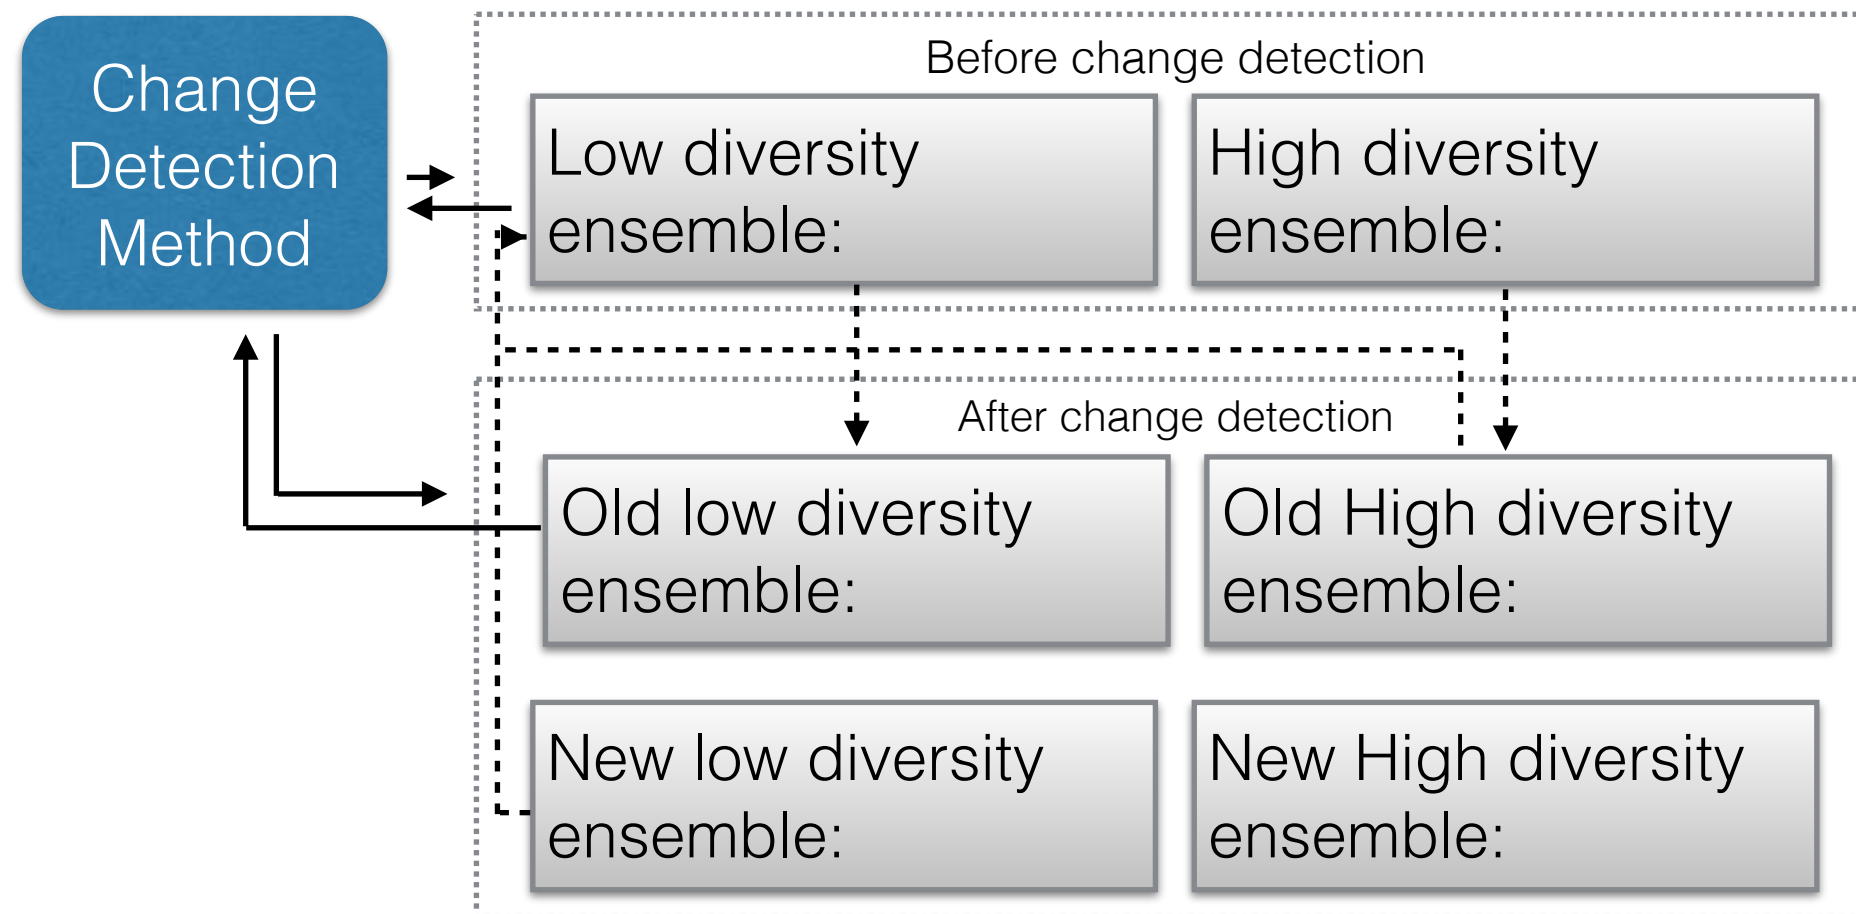 Change
Detection
Method
Before change detection
Low diversity
ensemble:
High diversity
ensemble:
After change detection
Old low diversity
ensemble:
Old High diversity
ensemble:
New low diversity
ensemble:
New High diversity
ensemble: